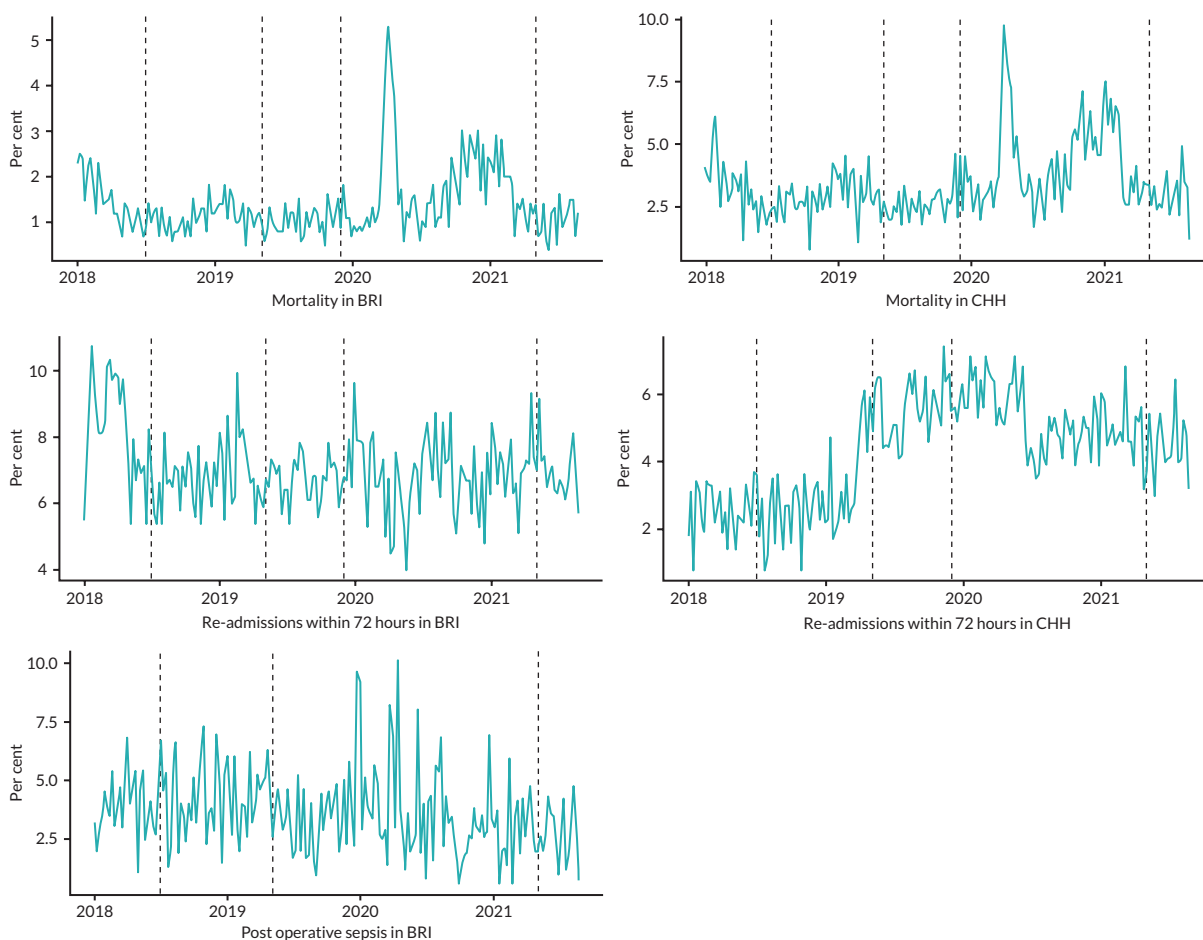 Per cent
5
4
3
2
1
2018 2019 2020 2021
Mortality in BRI
Per cent
10.0
7.5
5.0
2.5
2018 2019 2020 2021
Mortality in CHH
Per cent
10
8
6
4
2018 2019 2020 2021
Re-admissions within 72 hours in BRI
Per cent
6
4
2
2018 2019 2020 2021
Re-admissions within 72 hours in CHH
Per cent
10.0
7.5
5.0
2.5
2018 2019 2020 2021
Post operative sepsis in BRI